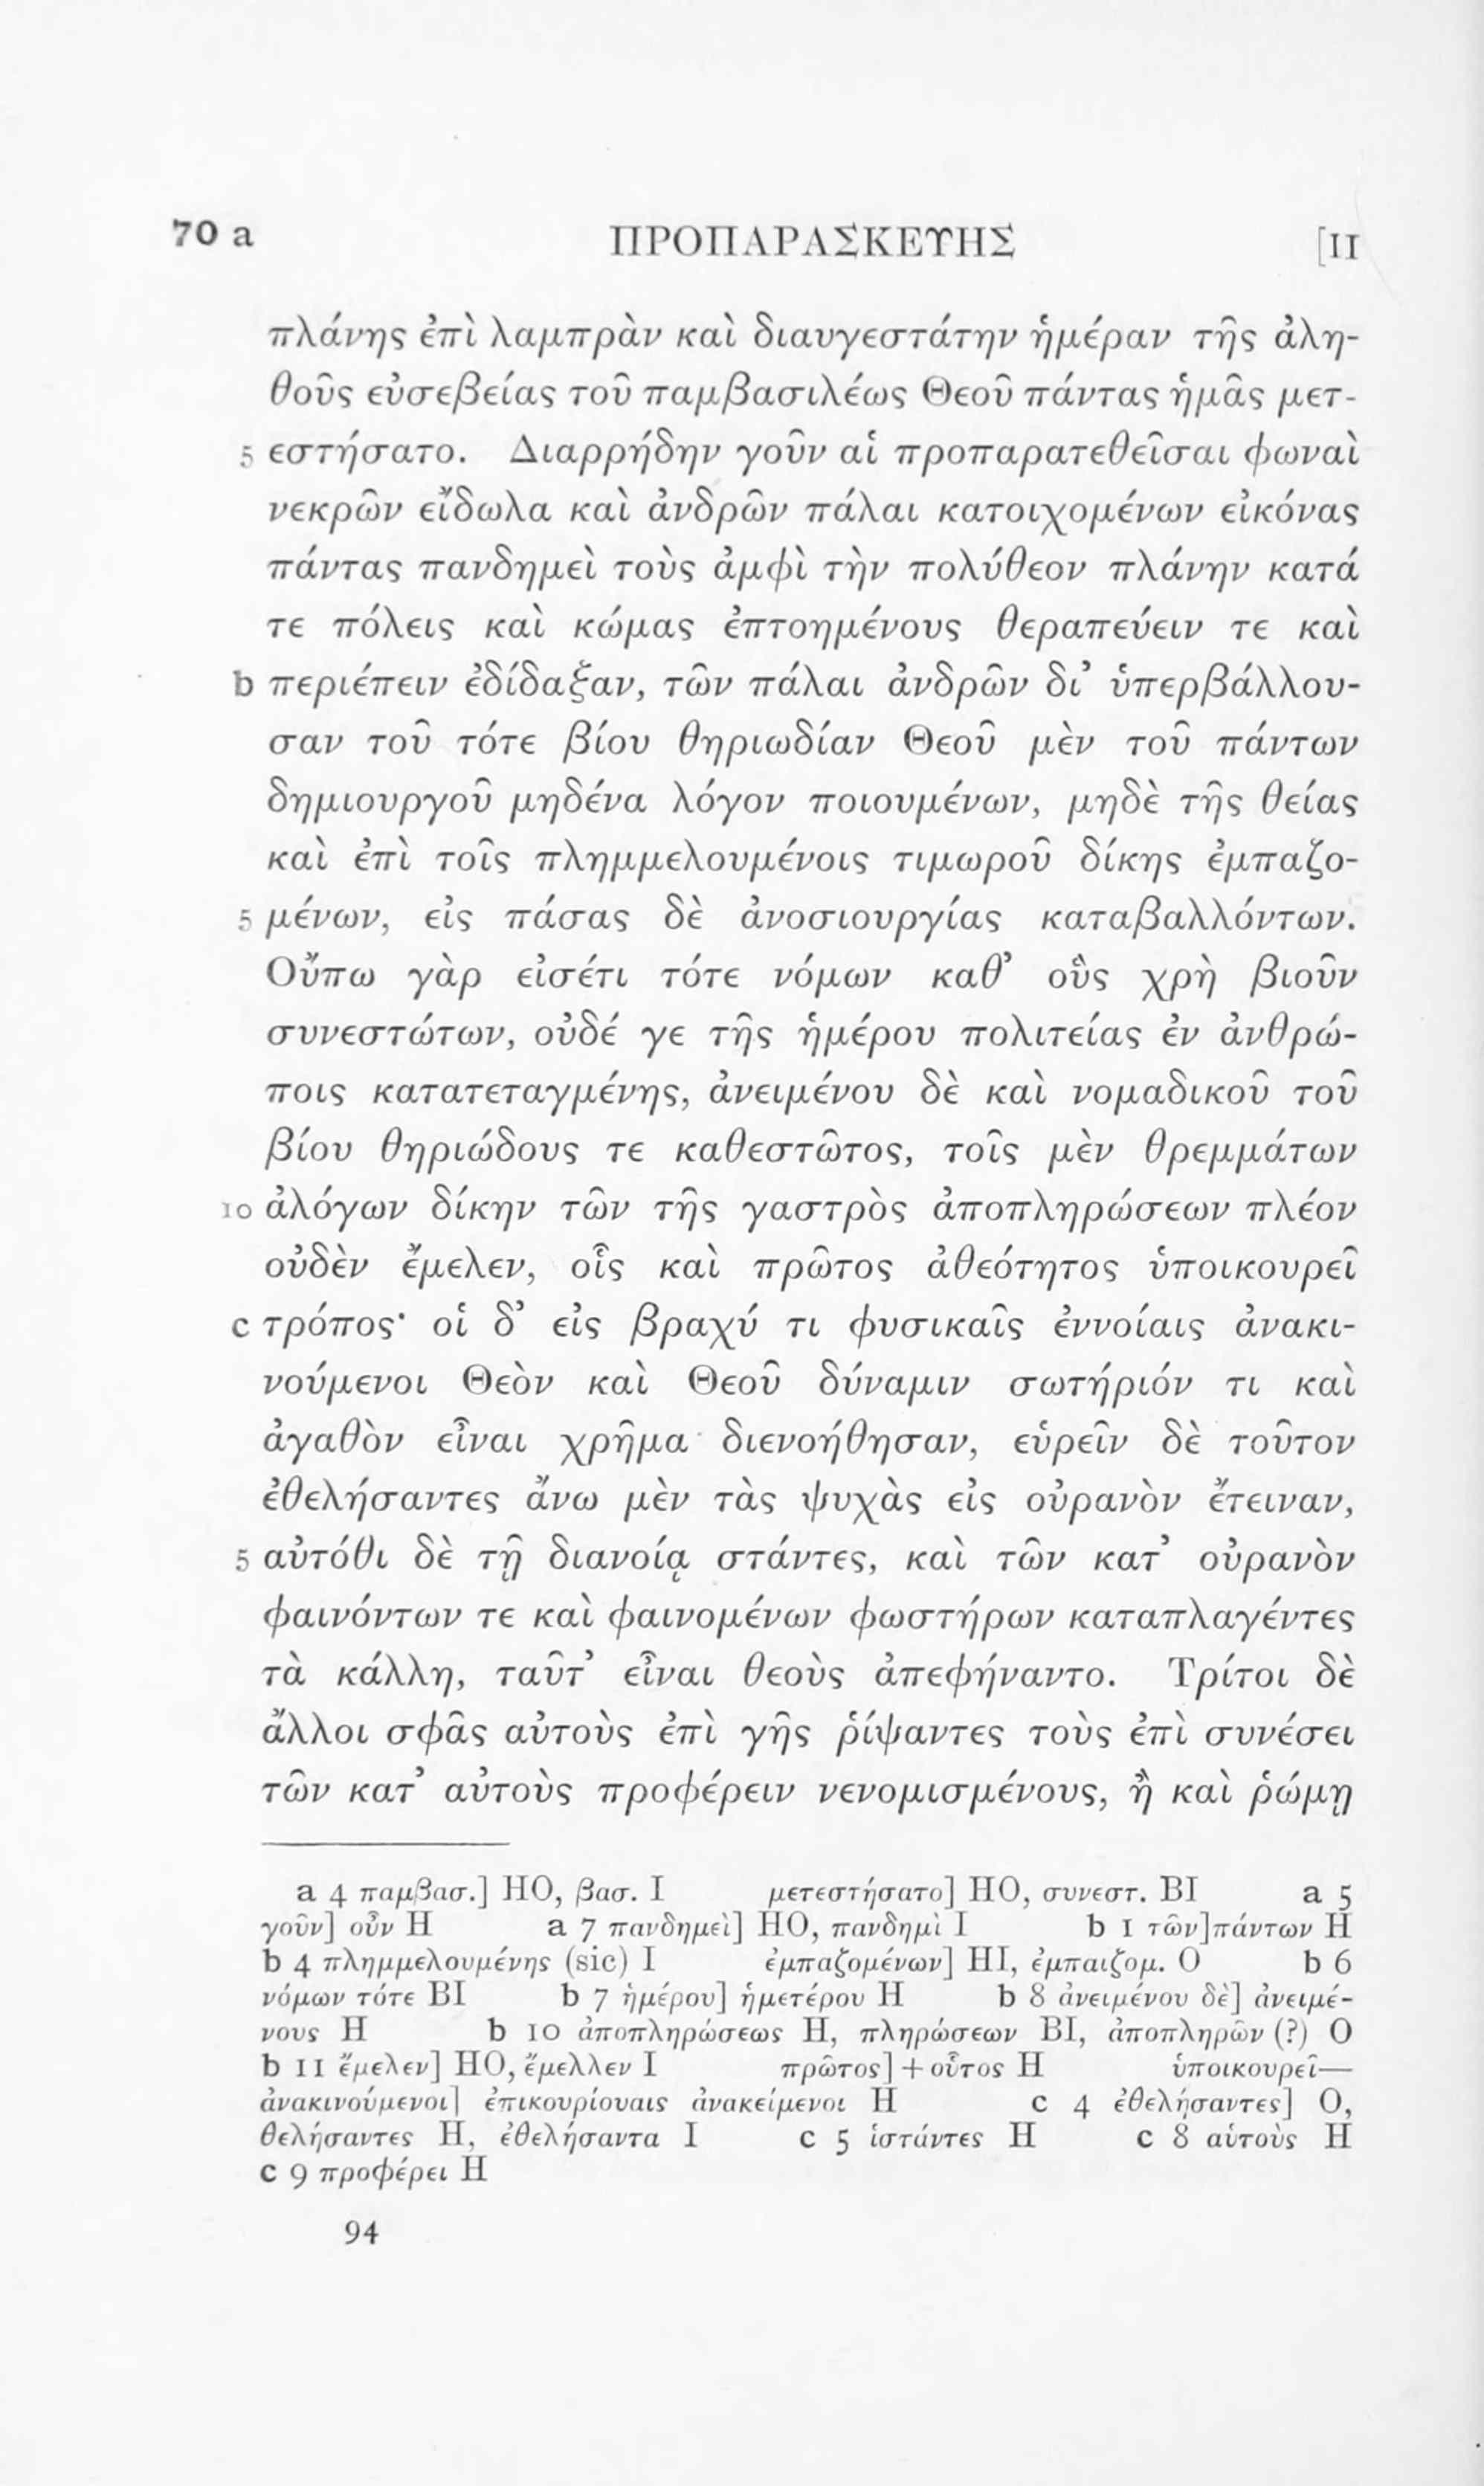 70 a ΠΡΟΠΑΡΑΣΚΕΥΗΣ [II
πλάνης ἐπὶ λαμπρὰν καὶ διαυγεστάτην ἡμέραν τῆς ἀλη-
θοῦς εὐσεβείας τοῦ παμβασιλέως Θεοῦ πάντας ἡμᾶς μετ-
5 εστήσατο. Διαρρήδην γοῦν αἱ προπαρατεθεῖσαι φωναὶ
νεκρῶν εἴδωλα καὶ ἀνδρῶν πάλαι κατοιχομένων εἰκόνας
πάντας πανδημεὶ τοὺς ἀμφὶ τὴν πολύθεον πλάνην κατά
τε πόλεις καὶ κώμας ἐπτοημένους θεραπεύειν τε καὶ
b περιέπειν ἐδίδαξαν, τῶν πάλαι ἀνδρῶν δι’ ὑπερβάλλου-
σαν τοῦ τότε βίου θηριωδίαν Θεοῦ μὲν τοῦ πάντων
δημιουργοῦ μηδένα λόγον ποιουμένων, μηδὲ τῆς θείας
καὶ ἐπὶ τοῖς πλημμελουμένοις τιμωροῦ δίκης ἐμπαζο-
5 μένων, εἰς πάσας δὲ ἀνοσιουργίας καταβαλλόντων.
Οὔπω γὰρ εἰσέτι τότε νόμων καθ’ οὓς χρὴ βιοῦν
συνεστώτων, οὐδέ γε τῆς ἡμέρου πολιτείας ἐν ἀνθρώ-
ποις κατατεταγμένης, ἀνειμένου δὲ καὶ νομαδικοῦ τοῦ
βίου θηριώδους τε καθεστῶτος, τοῖς μὲν θρεμμάτων
10 ἀλόγων δίκην τῶν τῆς γαστρὸς ἀποπληρώσεων πλέον
οὐδὲν ἔμελεν, οἷς καὶ πρῶτος ἀθεότητος ὑποικουρεῖ
c τρόπος· οἱ δ’ εἰς βραχύ τι φυσικαῖς ἐννοίαις ἀνακι-
νούμενοι Θεὸν καὶ Θεοῦ δύναμιν σωτήριόν τι καὶ
ἀγαθὸν εἶναι χρῆμα διενοήθησαν, εὑρεῖν δὲ τοῦτον
ἐθελήσαντες ἄνω μὲν τὰς ψυχὰς εἰς οὐρανὸν ἔτειναν,
5 αὐτόθι δὲ τῇ διανοίᾳ στάντες, καὶ τῶν κατ’ οὐρανὸν
φαινόντων τε καὶ φαινομένων φωστήρων καταπλαγέντες
τὰ κάλλη, ταῦτ’ εἶναι θεοὺς ἀπεφήναντο. Τρίτοι δὲ
ἄλλοι σφᾶς αὐτοὺς ἐπὶ γῆς ῥίψαντες τοὺς ἐπὶ συνέσει
τῶν κατ’ αὐτοὺς προφέρειν νενομισμένους, ἢ καὶ ῥώμῃ
a 4 παμβασ.] HO, βασ. I μετεστήσατο] HO, συνεστ. BI a 5
γοῦν] οὖν H a 7 πανδημεὶ] HO, πανδημὶ I b 1 τῶν]πάντων H
b 4 πλημμελουμένης (sic) I ἐμπαζομένων] HI, ἐμπαιζομ. O b 6
νόμων τότε BI b 7 ἡμέρου] ἡμετέρου H b 8 ἀνειμένου δὲ] ἀνειμέ-
νους H b 10 ἀποπληρώσεως H, πληρώσεων BI, ἀποπληρῶν (?) O
b 11 ἔμελεν] HO, ἔμελλεν I πρῶτος] + οὗτος H ὑποικουρεῖ—
ἀνακινούμενοι] ἐπικουρίουαις ἀνακείμενοι H c 4 ἐθελήσαντες] O,
θελήσαντες H, ἐθελήσαντα I c 5 ἱστάντες H c 8 αὑτοὺς H
c 9 προφέρει H
94